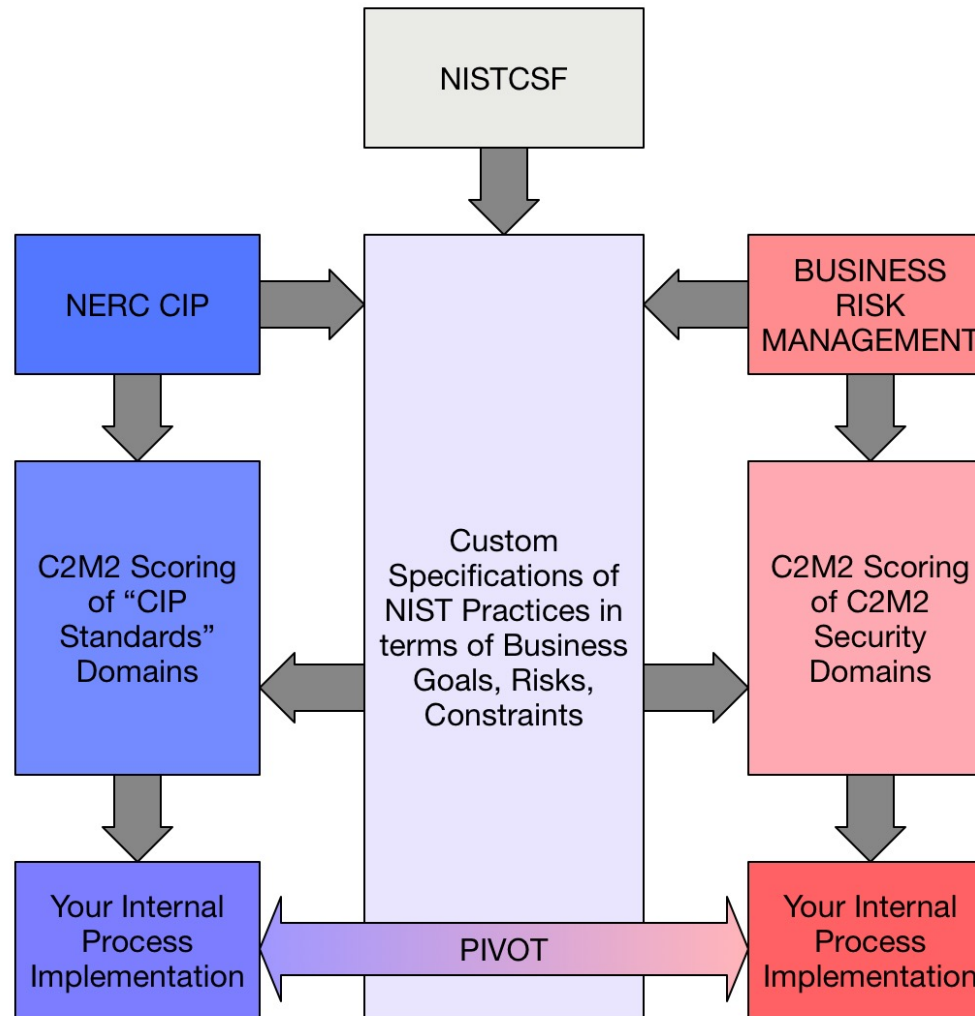 NISTCSF
NERC CIP
BUSINESS
RISK
MANAGEMENT
C2M2 Scoring
of “CIP
Standards”
Domains
Custom
Specifications of
NIST Practices in
terms of Business
Goals, Risks,
Constraints
C2M2 Scoring
of C2M2
Security
Domains
Your Internal
Process
Implementation
PIVOT
Your Internal
Process
Implementation